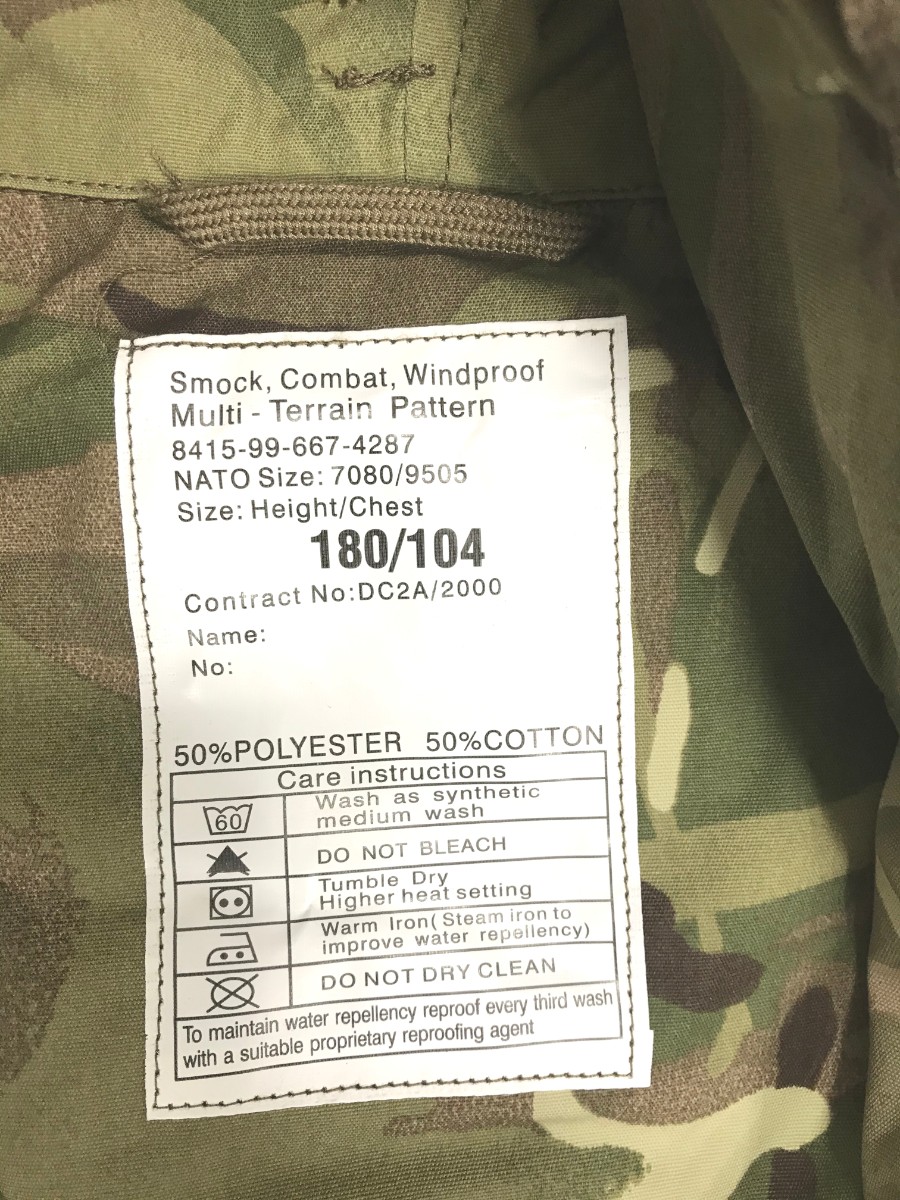 Smock, Combat, Windproof
Multi - Terrain Pattern
8415-99-667-4287
NATO Size: 7080/9505
Size: Height/Chest
180/104
Contract No:DC2A/2000
Name:
No:
50%POLYESTER 50%COTTON
Care instructions
60
Wash as synthetic
medium wash
DO NOT BLEACH
Tumble Dry
Higher heat setting
Warm Iron(Steam iron to
improve water repellency)
DO NOT DRY CLEAN
To maintain water repellency reproof every third wash
with a suitable proprietary reproofing agent